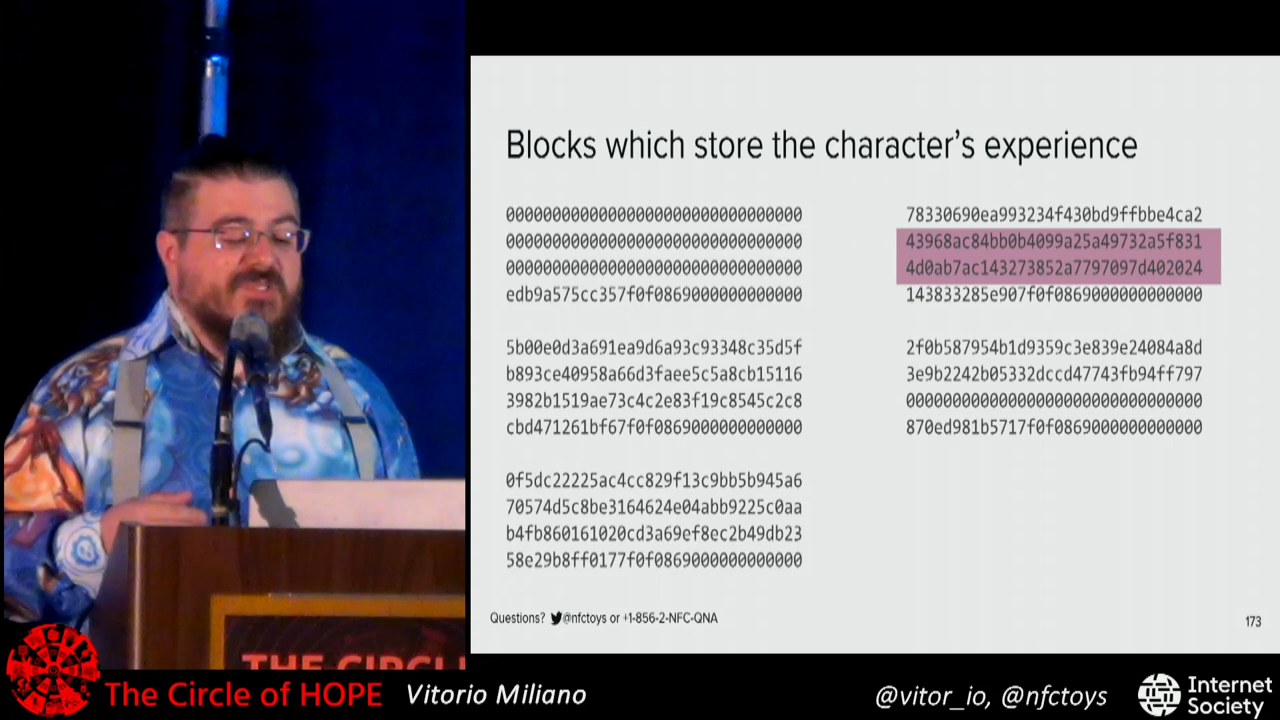 Blocks which store the character's experience
00000000000000000000000000000000
00000000000000000000000000000000
00000000000000000000000000000000
edb9a575cc357f0f0869000000000000
5b00e0d3a691ea9d6a93c93348c35d5f
b893ce40958a66d3faee5c5a8cb15116
3982b1519ae73c4c2e83f19c8545c2c8
cbd471261bf67f0f0869000000000000
0f5dc22225ac4cc829f13c9bb5b945a6
70574d5c8be3164624e04abb9225c0aa
b4fb860161020cd3a69ef8ec2b49db23
58e29b8ff0177f0f0869000000000000
78330690ea993234f430bd9ffbbe4ca2
43968ac84bb0b4099a25a49732a5f831
4d0ab7ac143273852a7797097d402024
143833285e907f0f0869000000000000
2f0b587954b1d9359c3e839e24084a8d
3e9b2242b05332dccd47743fb94ff797
00000000000000000000000000000000
870ed981b5717f0f0869000000000000
Questions? @nfctoys or +1-856-2-NFC-QNA
173
THE CIRCL
The Circle of HOPE
Vitorio Miliano
@vitor_io, @nfctoys
Internet
Society